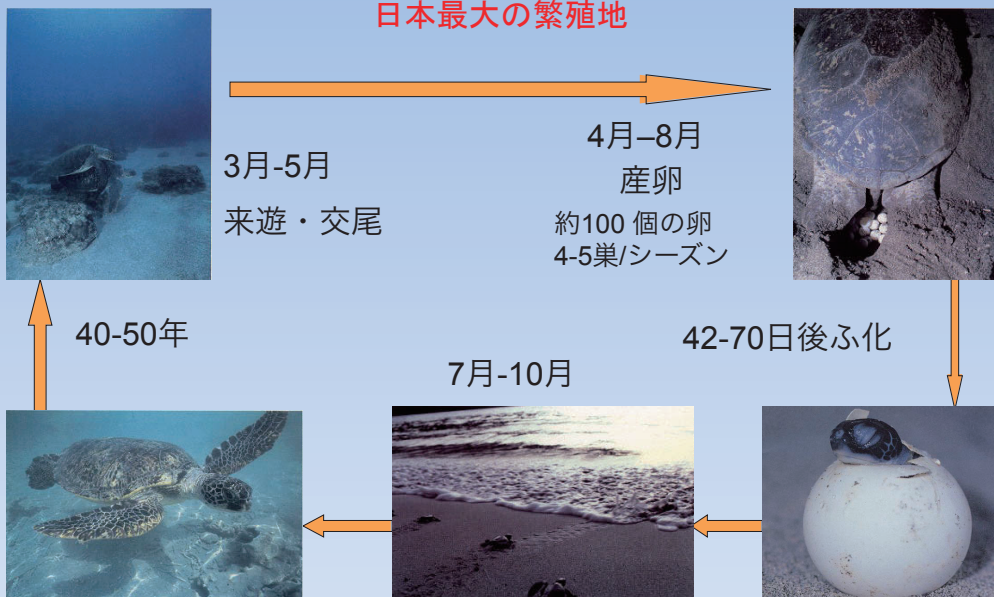 日本最大の繁殖地
3月-5月
来遊・交尾
4月–8月
産卵
約100 個の卵
4-5巣/シーズン
40-50年
42-70日後ふ化
7月-10月